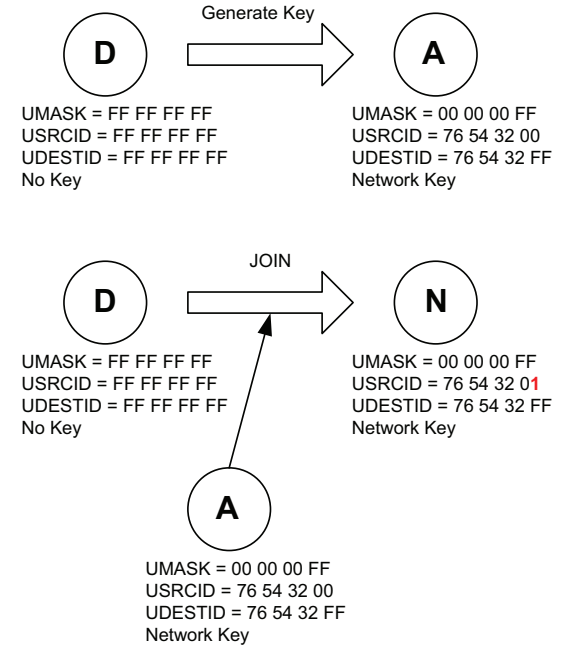 Generate Key
D
A
UMASK = FF FF FF FF
USRCID = FF FF FF FF
UDESTID = FF FF FF FF
No Key
UMASK = 00 00 00 FF
USRCID = 76 54 32 00
UDESTID = 76 54 32 FF
Network Key
JOIN
D
N
UMASK = FF FF FF FF
USRCID = FF FF FF FF
UDESTID = FF FF FF FF
No Key
UMASK = 00 00 00 FF
USRCID = 76 54 32 01
UDESTID = 76 54 32 FF
Network Key
A
UMASK = 00 00 00 FF
USRCID = 76 54 32 00
UDESTID = 76 54 32 FF
Network Key